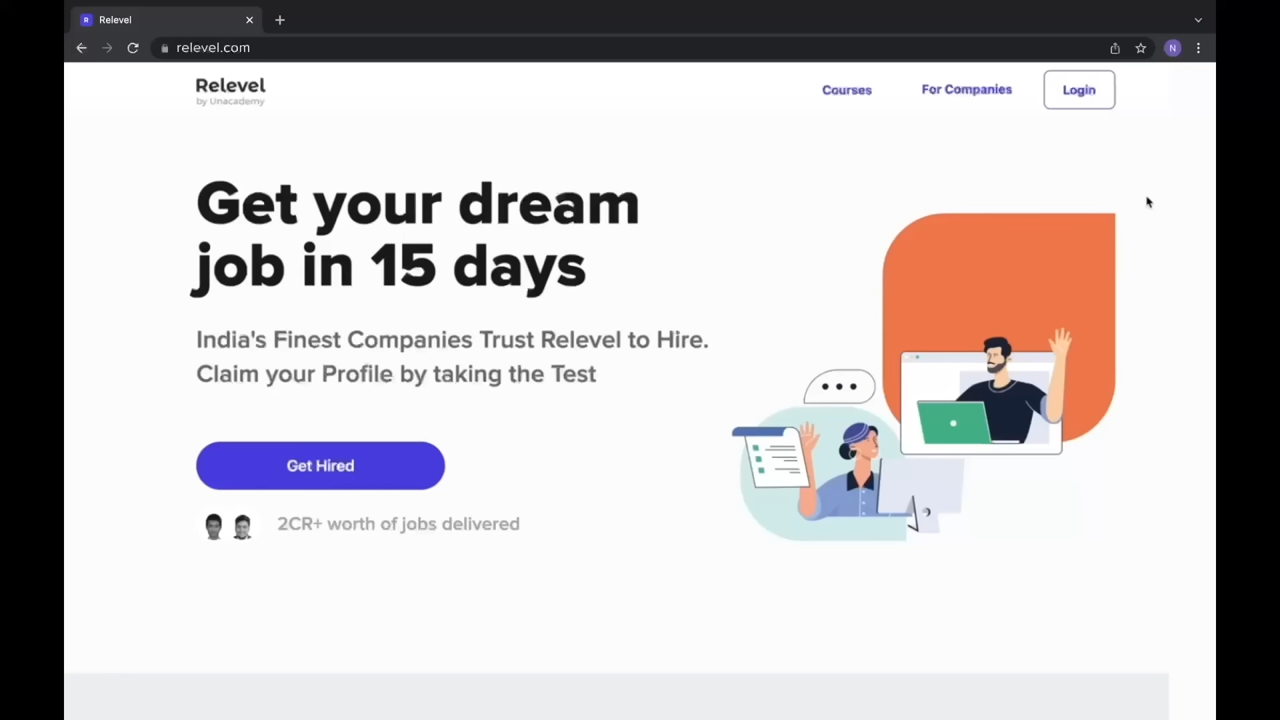 R Relevel
relevel.com
N
Relevel
by Unacademy
Courses
For Companies
Login
Get your dream
job in 15 days
India's Finest Companies Trust Relevel to Hire.
Claim your Profile by taking the Test
Get Hired
2CR+ worth of jobs delivered